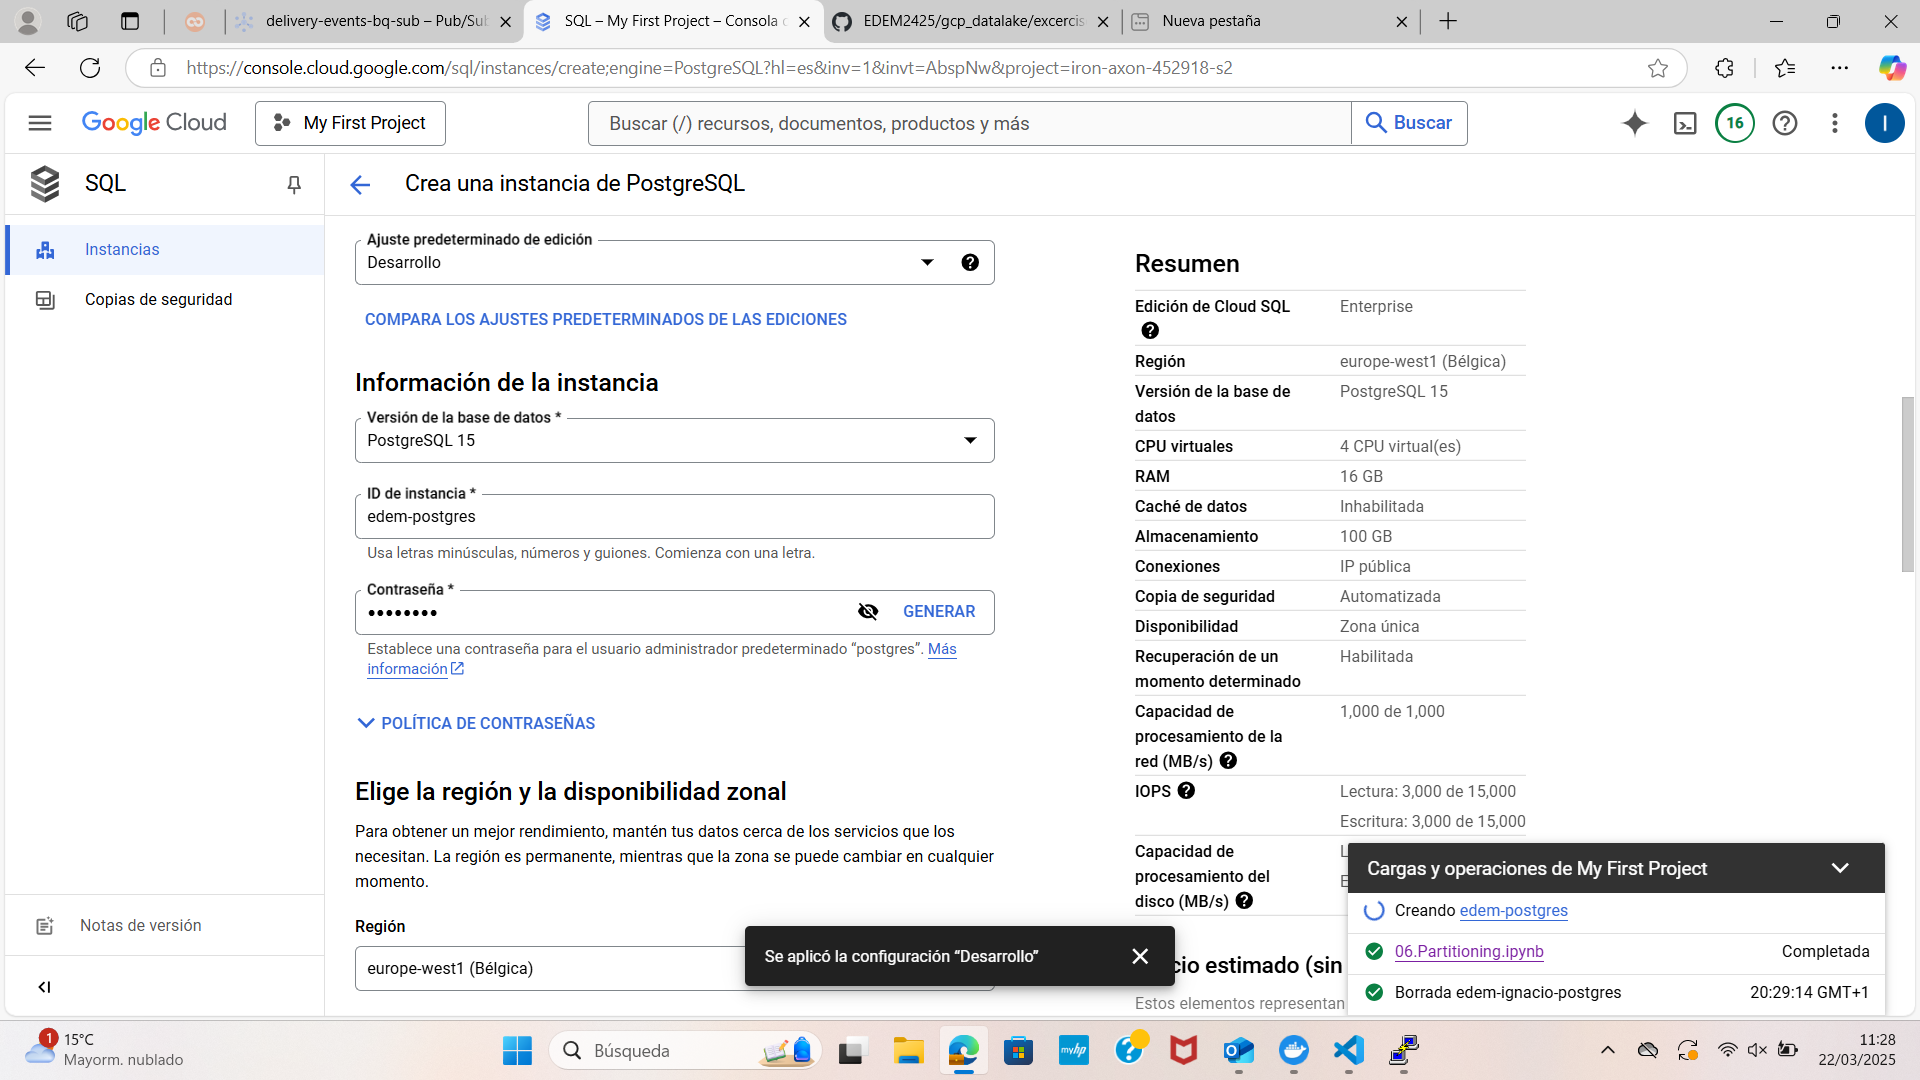 delivery-events-bq-sub – Pub/Sub
SQL – My First Project – Consola d
EDEM2425/gcp_datalake/excercis
Nueva pestaña
https://console.cloud.google.com/sql/instances/create;engine=PostgreSQL?hl=es&inv=1&invt=AbspNw&project=iron-axon-452918-s2
Google Cloud
My First Project
Buscar (/) recursos, documentos, productos y más
Buscar
16
I
SQL
Crea una instancia de PostgreSQL
Instancias
Copias de seguridad
Ajuste predeterminado de edición
Desarrollo
COMPARA LOS AJUSTES PREDETERMINADOS DE LAS EDICIONES
Información de la instancia
Versión de la base de datos *
PostgreSQL 15
ID de instancia *
edem-postgres
Usa letras minúsculas, números y guiones. Comienza con una letra.
Contraseña *
••••••••
GENERAR
Establece una contraseña para el usuario administrador predeterminado “postgres”. Más
información
POLÍTICA DE CONTRASEÑAS
Elige la región y la disponibilidad zonal
Para obtener un mejor rendimiento, mantén tus datos cerca de los servicios que los
necesitan. La región es permanente, mientras que la zona se puede cambiar en cualquier
momento.
Región
europe-west1 (Bélgica)
Resumen
Edición de Cloud SQL Enterprise
Región europe-west1 (Bélgica)
Versión de la base de PostgreSQL 15
datos
CPU virtuales 4 CPU virtual(es)
RAM 16 GB
Caché de datos Inhabilitada
Almacenamiento 100 GB
Conexiones IP pública
Copia de seguridad Automatizada
Disponibilidad Zona única
Recuperación de un Habilitada
momento determinado
Capacidad de 1,000 de 1,000
procesamiento de la
red (MB/s)
IOPS Lectura: 3,000 de 15,000
Escritura: 3,000 de 15,000
Capacidad de
procesamiento del
disco (MB/s)
cio estimado (sin
Estos elementos representan
Se aplicó la configuración “Desarrollo”
Cargas y operaciones de My First Project
Creando edem-postgres
06.Partitioning.ipynb Completada
Borrada edem-ignacio-postgres 20:29:14 GMT+1
Notas de versión
1
15°C
Mayorm. nublado
Búsqueda
myhp
11:28
22/03/2025